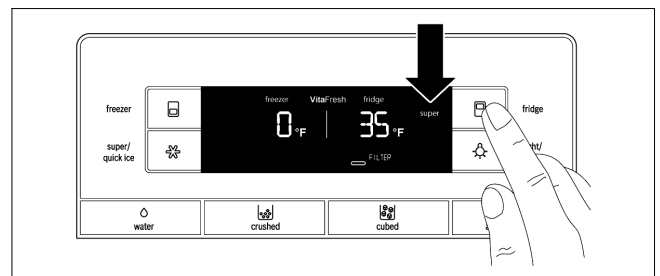 freezer VitaFresh fridge
super
freezer
fridge
0 °F 35 °F
super/
quick ice
FILTER
water
crushed
cubed